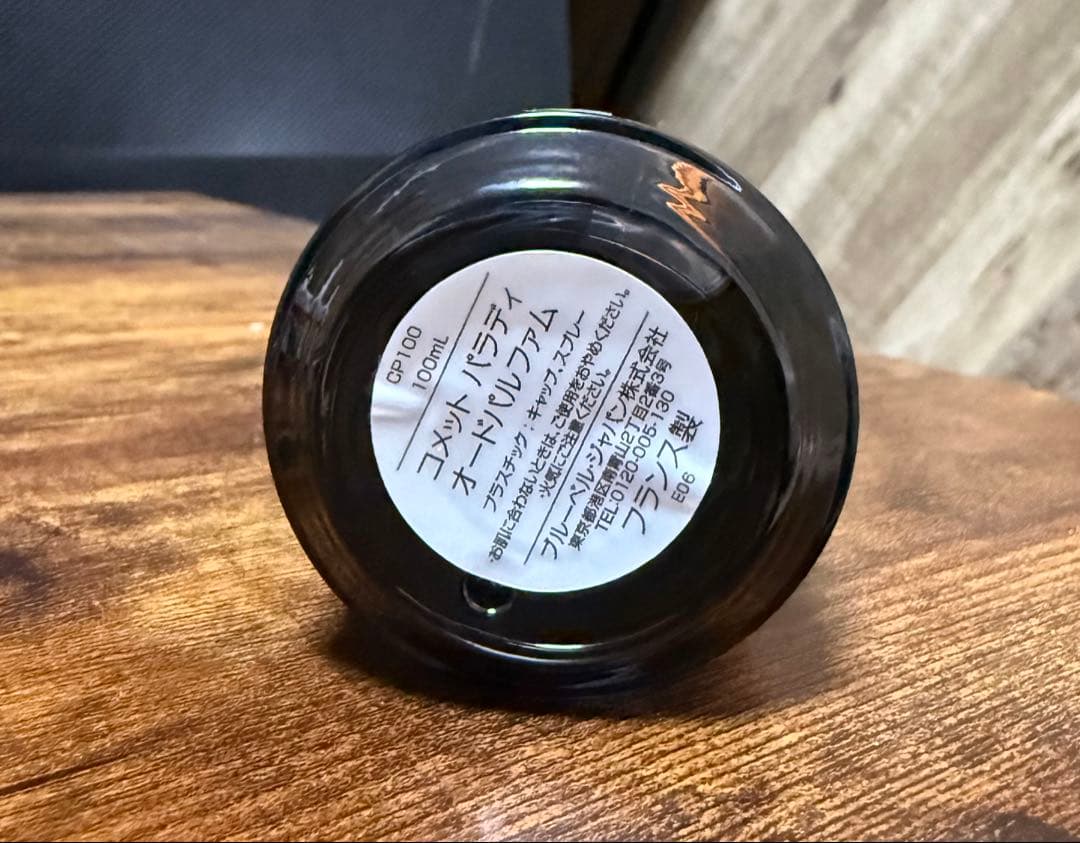 CP100
100mL
コメット パラディ
オードパルファム
プラスチック：キャップ、スプレー
・お肌に合わないときは、ご使用をおやめください。
・火気にご注意ください。
ブルーベル・ジャパン株式会社
東京都港区南青山2丁目2番3号
TEL・0120-005-130
フランス製
E06